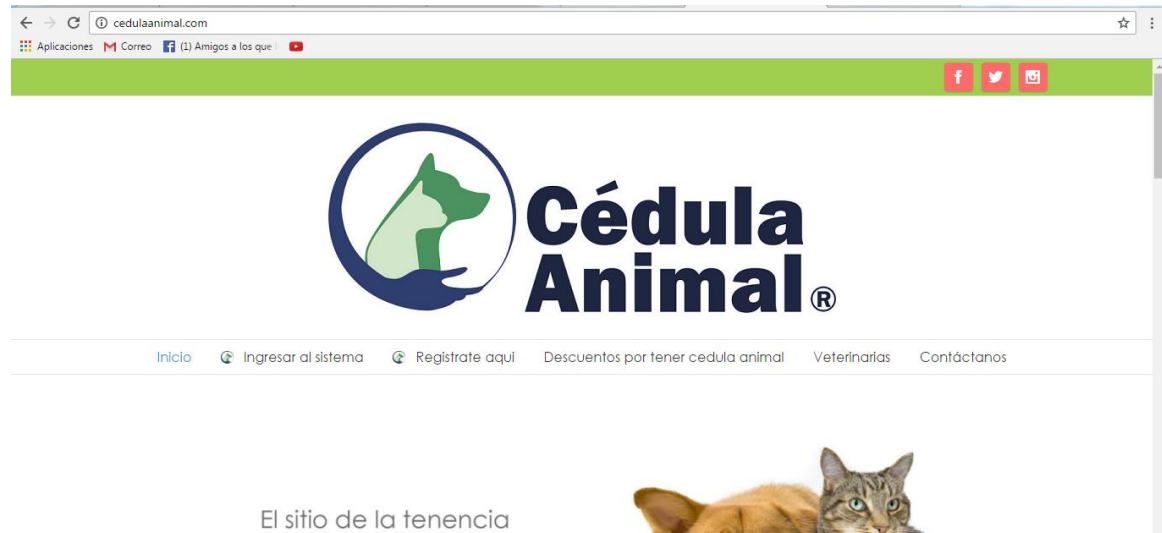 cedulaanimal.com
Aplicaciones Correo (1) Amigos a los que
Cédula
Animal®
Inicio Ingresar al sistema Registrate aqui Descuentos por tener cedula animal Veterinarias Contáctanos
El sitio de la tenencia